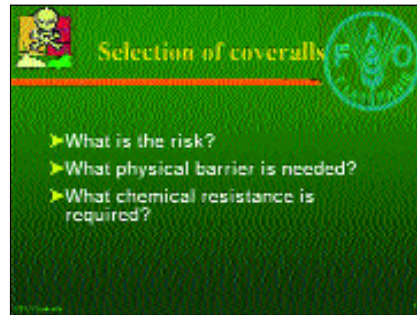 Selection of coveralls
F A O
What is the risk?
What physical barrier is needed?
What chemical resistance is
required?